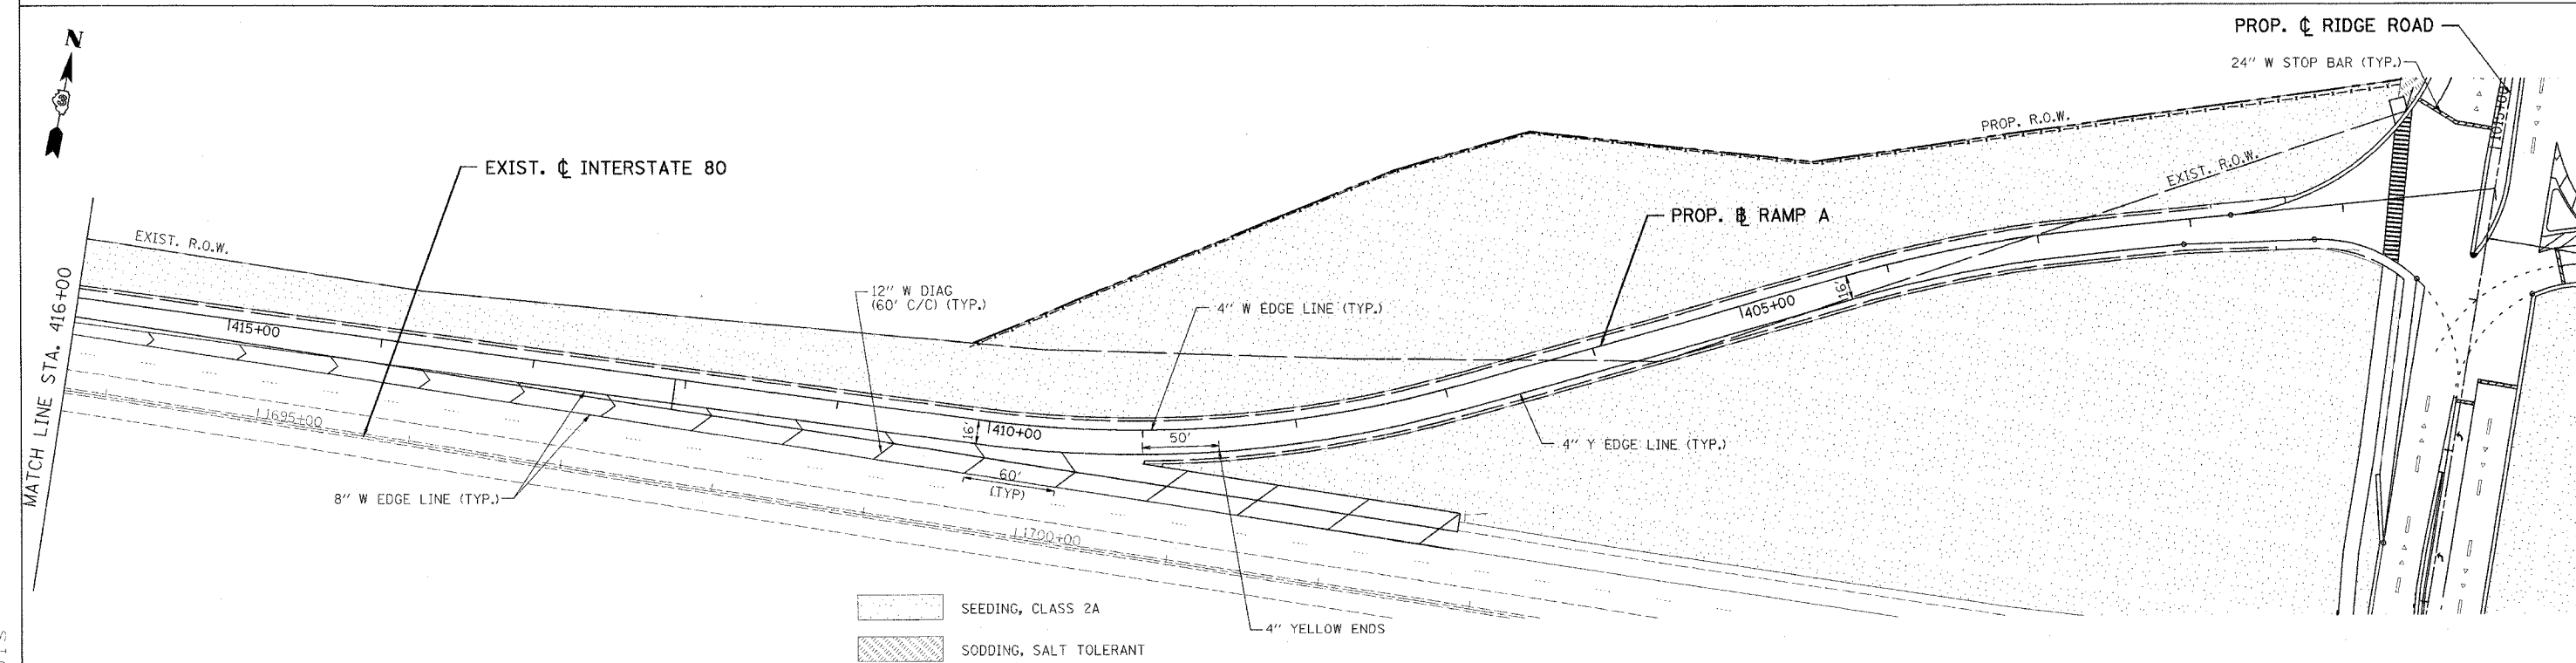 N
PROP. ℄ RIDGE ROAD
24" W STOP BAR (TYP.)
PROP. R.O.W.
EXIST. R.O.W.
EXIST. ℄ INTERSTATE 80
PROP. B RAMP A
EXIST. R.O.W.
12" W DIAG
(60' C/C) (TYP.)
4" W EDGE LINE (TYP.)
16'
405+00
415+00
MATCH LINE STA. 416+00
1695+00
16'
410+00
50'
60'
(TYP)
4" Y EDGE LINE (TYP.)
8" W EDGE LINE (TYP.)
1700+00
4" YELLOW ENDS
SEEDING, CLASS 2A
SODDING, SALT TOLERANT